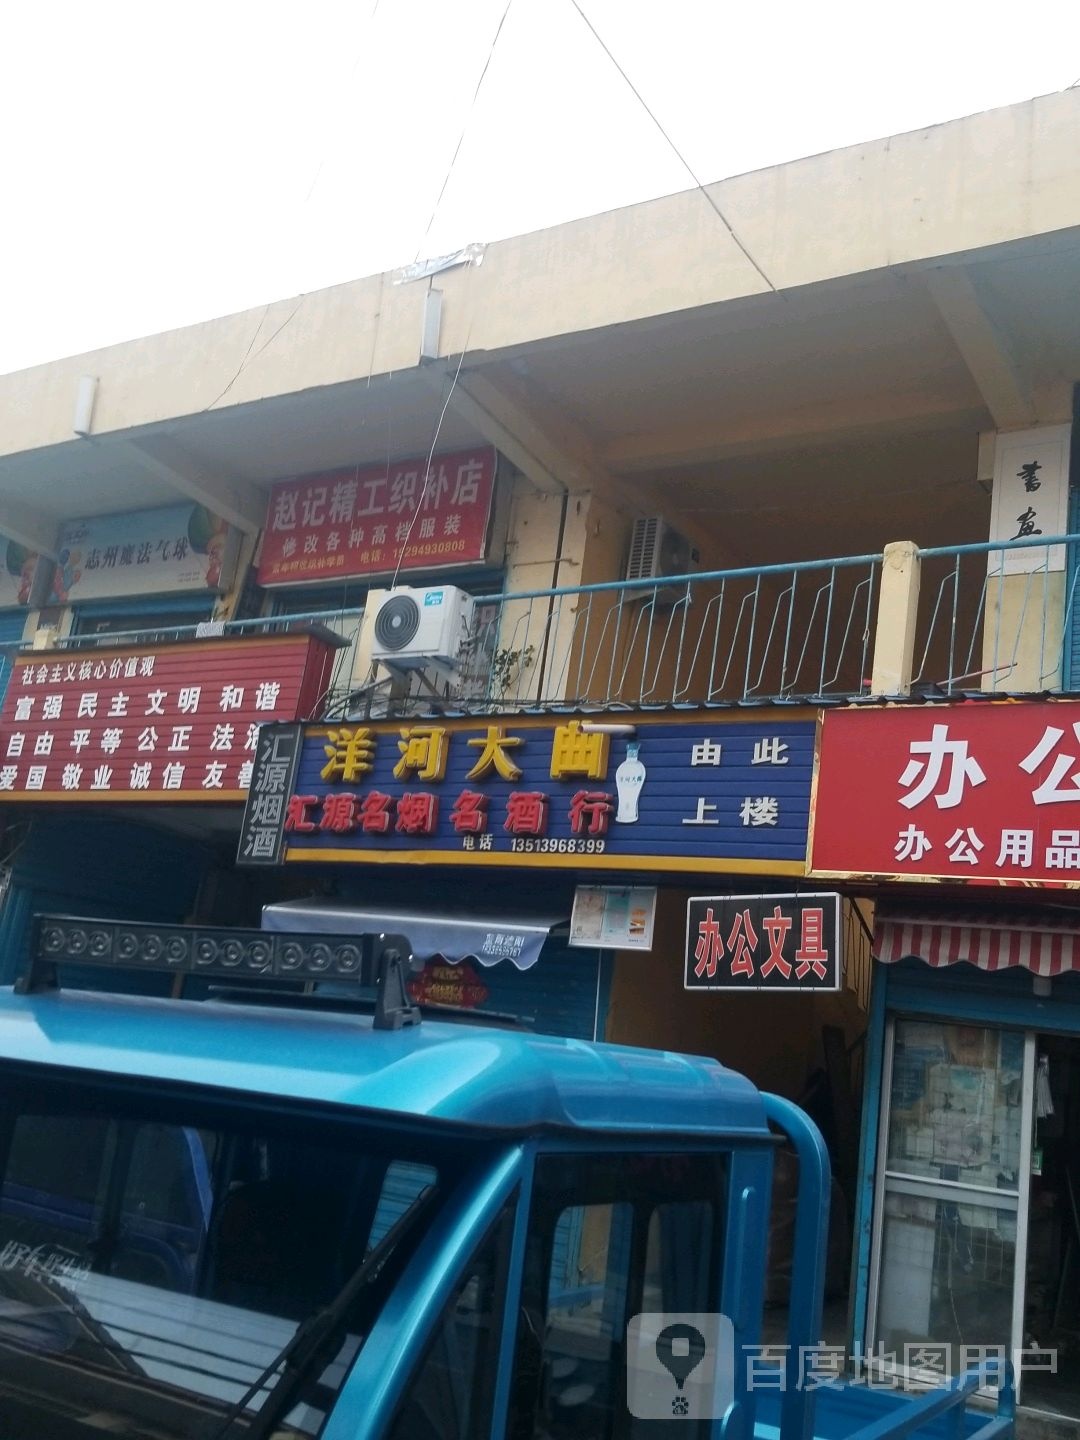 赵记精工织补店
修改各种高档服装
电话：15294930808
志州魔法气球
书画
社会主义核心价值观
富强 民主 文明 和谐
自由 平等 公正 法治
爱国 敬业 诚信 友善
汇源烟酒
洋河大曲
汇源名烟名酒行
电话 13513968399
洋河大曲
由此
上楼
办公
办公用品
办公文具
百度地图用户